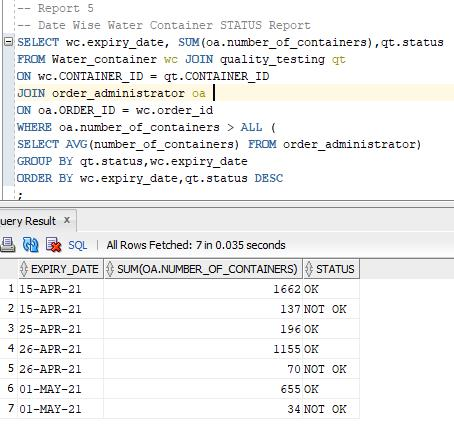 -- Report 5
-- Date Wise Water Container STATUS Report
SELECT wc.expiry_date, SUM(oa.number_of_containers),qt.status
FROM Water_container wc JOIN quality_testing qt
ON wc.CONTAINER_ID = qt.CONTAINER_ID
JOIN order_administrator oa
ON oa.ORDER_ID = wc.order_id
WHERE oa.number_of_containers > ALL (
SELECT AVG(number_of_containers) FROM order_administrator)
GROUP BY qt.status,wc.expiry_date
ORDER BY wc.expiry_date,qt.status DESC
;
uery Result x
SQL | All Rows Fetched: 7 in 0.035 seconds
EXPIRY_DATE SUM(OA.NUMBER_OF_CONTAINERS) STATUS
1 15-APR-21 1662 OK
2 15-APR-21 137 NOT OK
3 25-APR-21 196 OK
4 26-APR-21 1155 OK
5 26-APR-21 70 NOT OK
6 01-MAY-21 655 OK
7 01-MAY-21 34 NOT OK